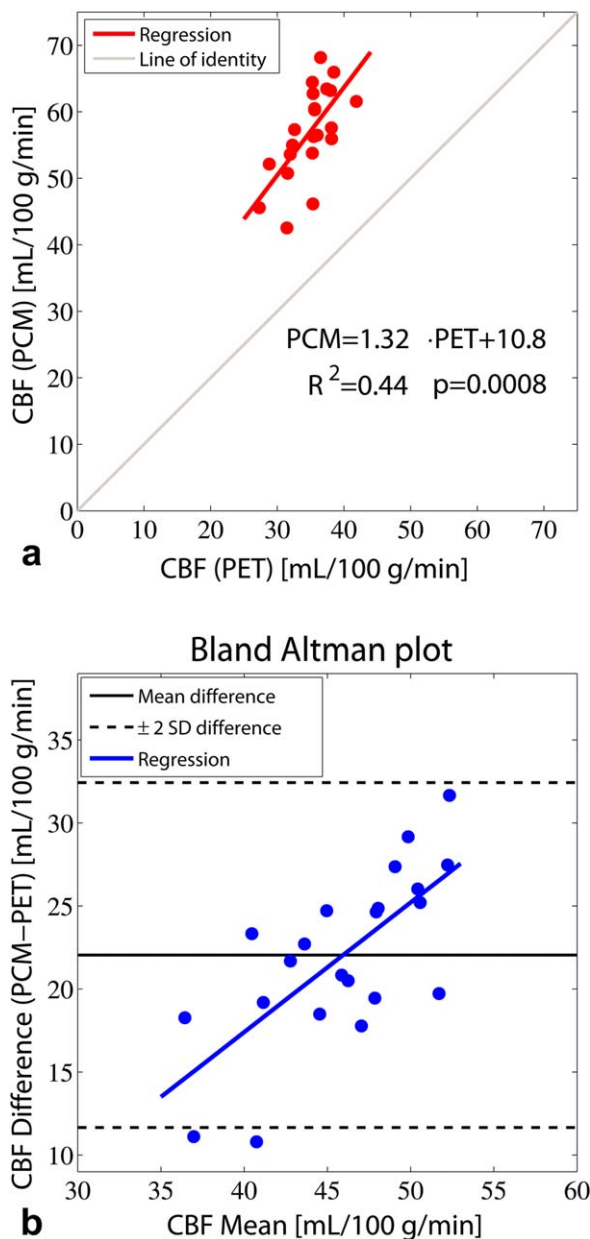 Regression
Line of identity
CBF (PCM) [mL/100 g/min]
70
60
50
40
30
20
10
0
PCM=1.32 ·PET+10.8
R²=0.44 p=0.0008
0 10 20 30 40 50 60 70
CBF (PET) [mL/100 g/min]
a
Bland Altman plot
Mean difference
± 2 SD difference
Regression
CBF Difference (PCM−PET) [mL/100 g/min]
35
30
25
20
15
10
30 35 40 45 50 55 60
CBF Mean [mL/100 g/min]
b